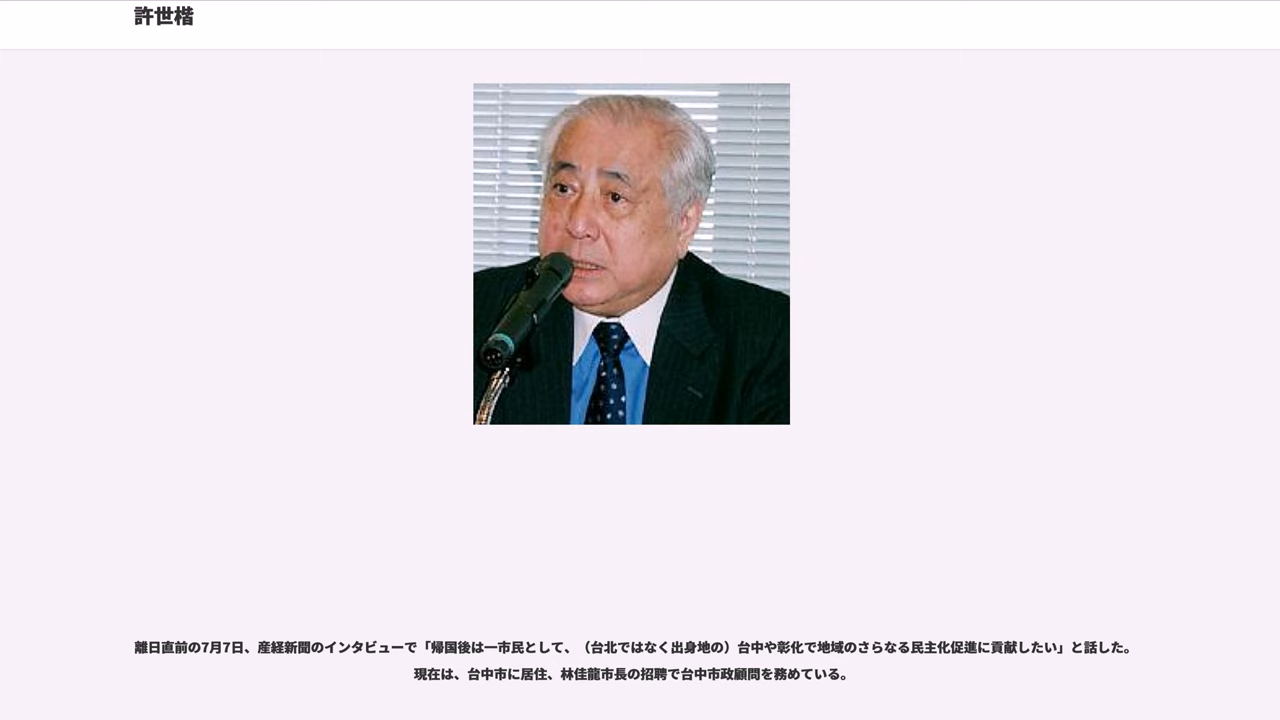 許世楷
離日直前の7月7日、産経新聞のインタビューで「帰国後は一市民として、（台北ではなく出身地の）台中や彰化で地域のさらなる民主化促進に貢献したい」と話した。
現在は、台中市に居住、林佳龍市長の招聘で台中市政顧問を務めている。